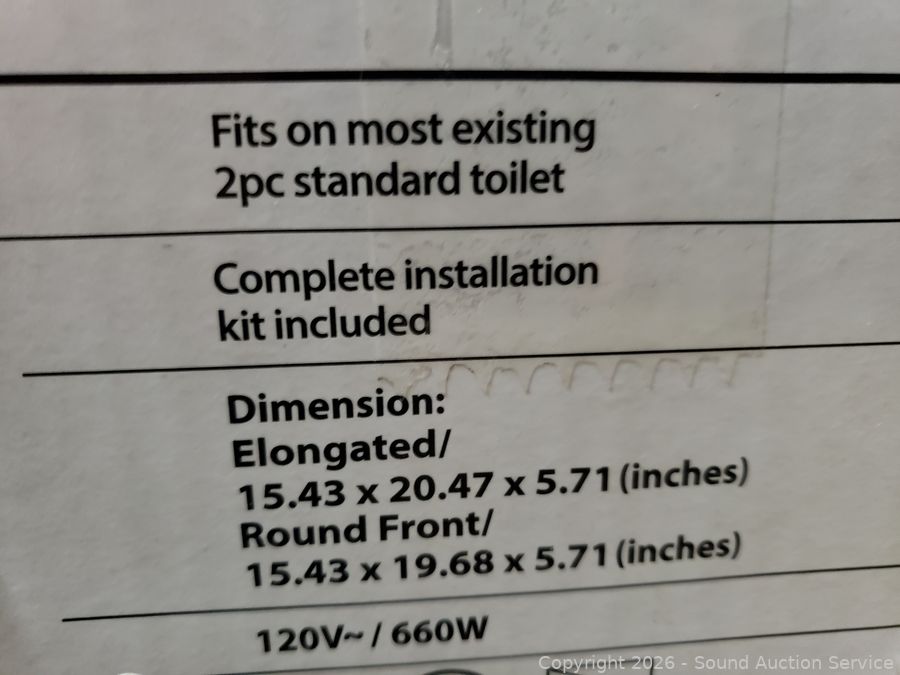 Fits on most existing
2pc standard toilet
Complete installation
kit included
Dimension:
Elongated/
15.43 x 20.47 x 5.71 (inches)
Round Front/
15.43 x 19.68 x 5.71 (inches)
120V~ / 660W
Copyright 2026 - Sound Auction Service